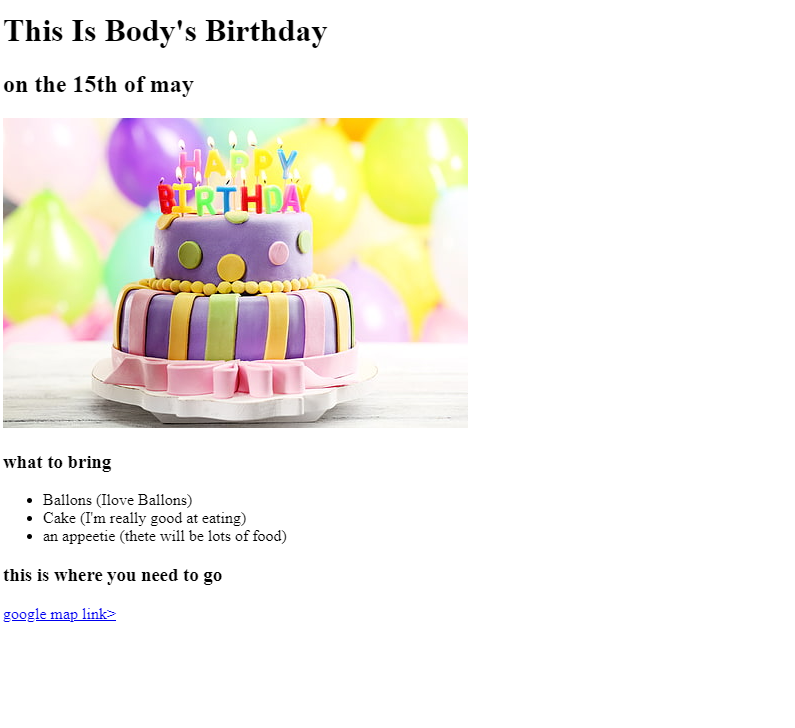 This Is Body's Birthday
on the 15th of may
HAPPY
BIRTHDAY
what to bring
Ballons (Ilove Ballons)
Cake (I'm really good at eating)
an appeetie (thete will be lots of food)
this is where you need to go
google map link>